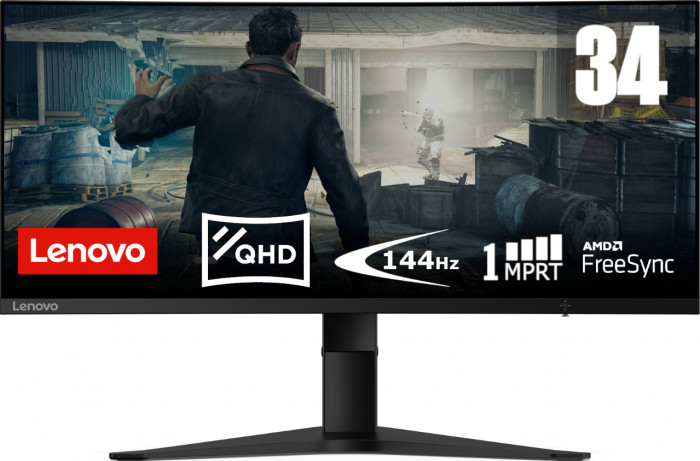 34
Lenovo
QHD
144Hz
1 MPRT
AMD
FreeSync
Lenovo